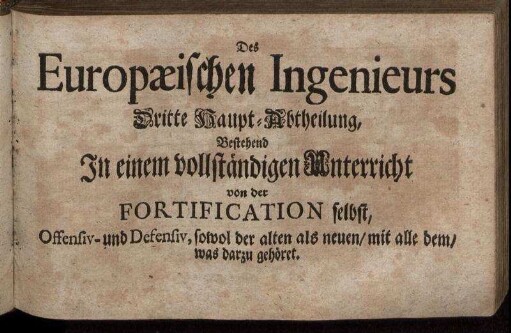 Des
Europæischen Ingenieurs
Dritte Haupt-Abtheilung,
Bestehend
In einem vollständigen Unterricht
von der
FORTIFICATION selbst,
Offensiv- und Defensiv, sowol der alten als neuen/ mit alle dem/
was darzu gehöret.